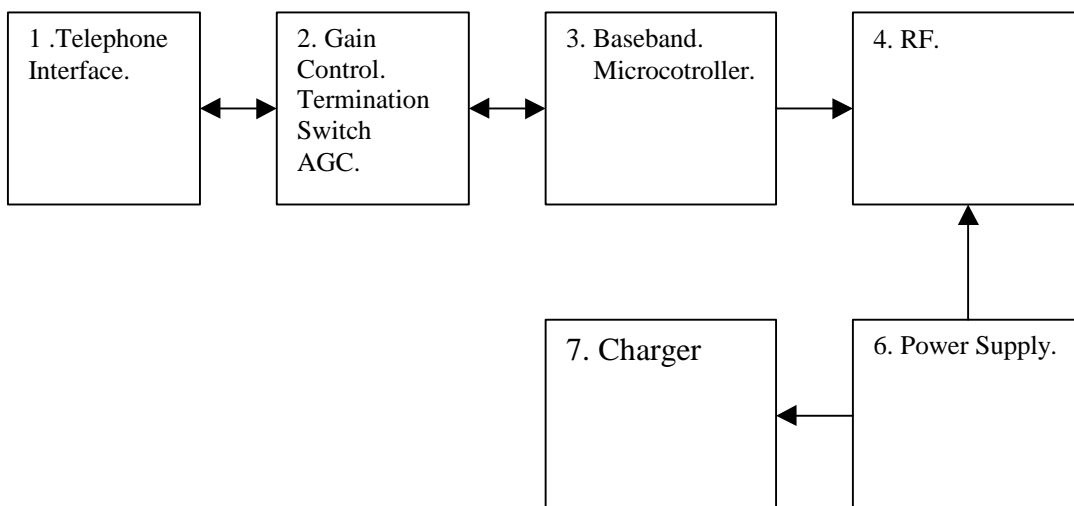 1 .Telephone
Interface.
2. Gain
Control.
Termination
Switch
AGC.
3. Baseband.
Microcotroller.
4. RF.
7. Charger
6. Power Supply.